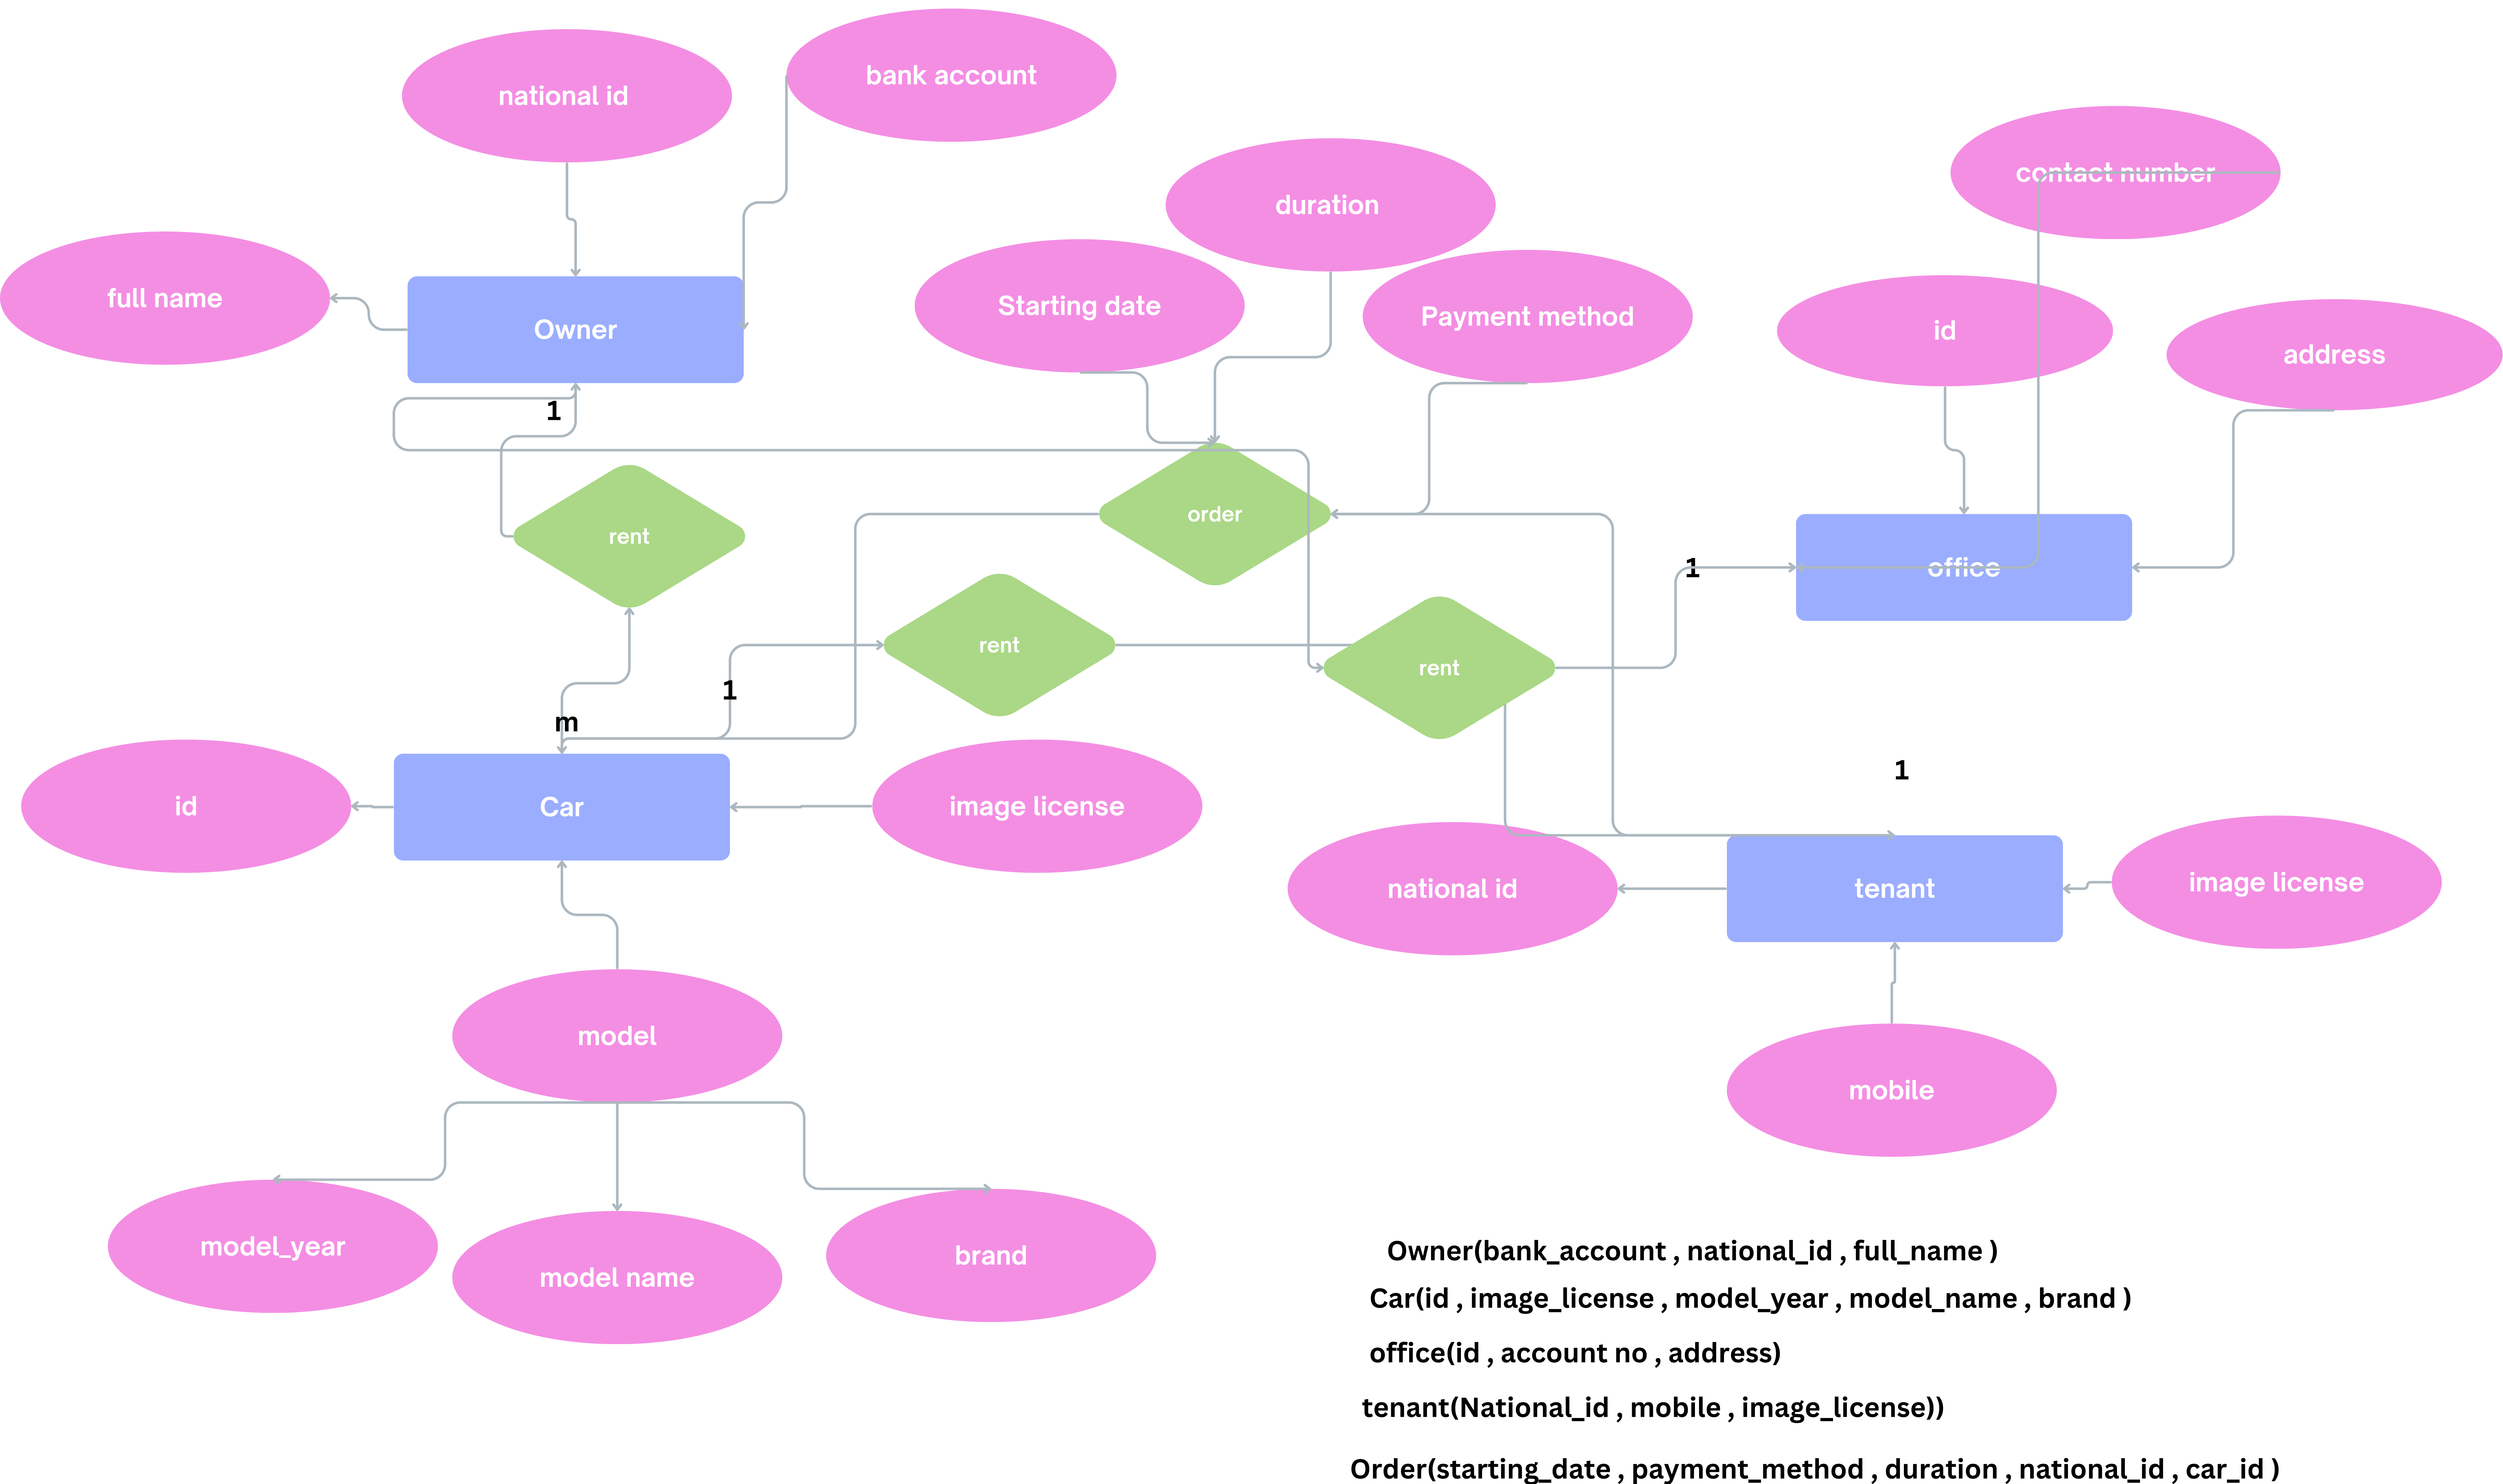 national id
bank account
duration
contact number
full name
Owner
Starting date
Payment method
id
address
1
rent
order
office
1
rent
rent
1
m
1
id
Car
image license
national id
tenant
image license
model
mobile
model_year
model name
brand
Owner(bank_account , national_id , full_name )
Car(id , image_license , model_year , model_name , brand )
office(id , account no , address)
tenant(National_id , mobile , image_license))
Order(starting_date , payment_method , duration , national_id , car_id )